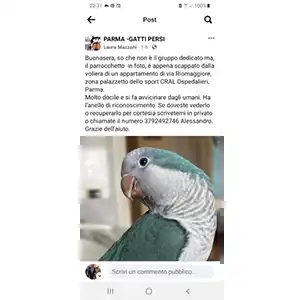 22:31
Post
PARMA -GATTI PERSI
Laura Mazzani · 1 h
Buonasera, so che non è il gruppo dedicato ma,
il parrocchetto in foto, è appena scappato dalla
voliera di un appartamento di via Riomaggiore,
zona palazzetto dello sport CRAL Ospedalieri,
Parma.
Molto docile e si fa avvicinare dagli umani. Ha
l'anello di riconoscimento. Se doveste vederlo
o recuperarlo per cortesia scrivetemi in privato
o chiamate il numero 3792492746 Alessandro.
Grazie dell'aiuto.
Scrivi un commento pubblico...